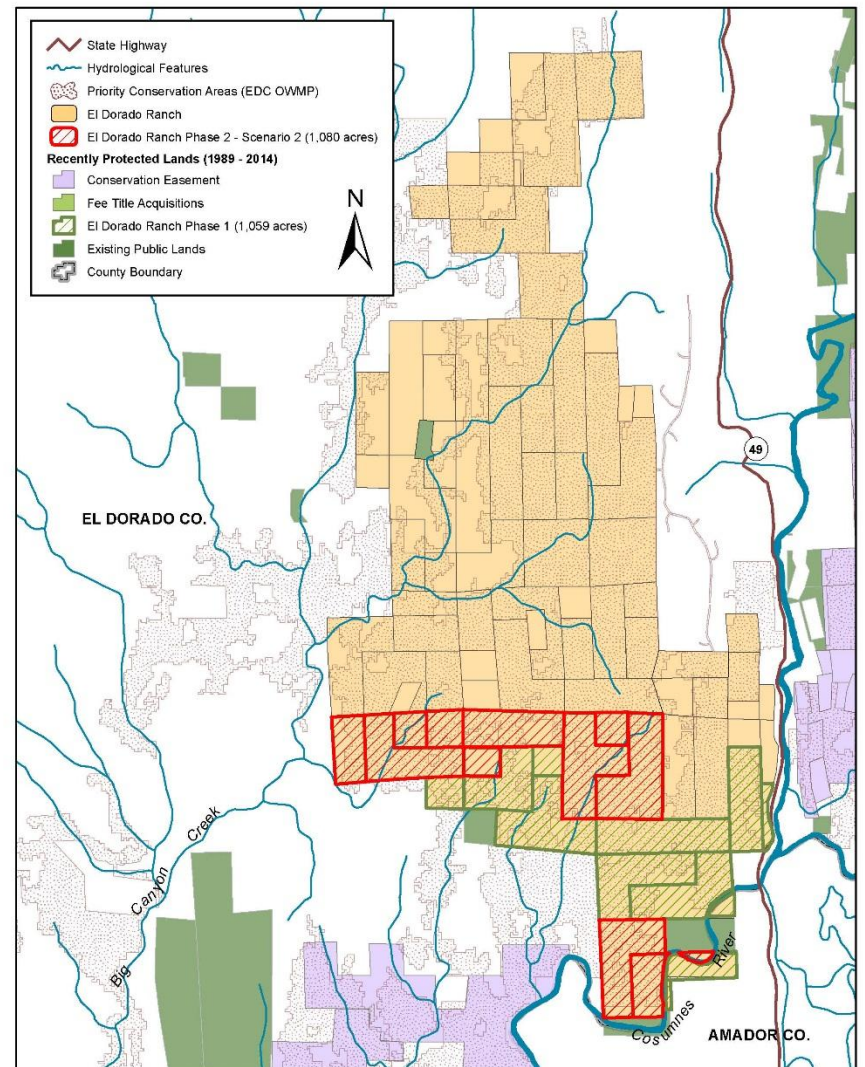 State Highway
Hydrological Features
Priority Conservation Areas (EDC OWMP)
El Dorado Ranch
El Dorado Ranch Phase 2 - Scenario 2 (1,080 acres)
Recently Protected Lands (1989 - 2014)
Conservation Easement
Fee Title Acquisitions
El Dorado Ranch Phase 1 (1,059 acres)
Existing Public Lands
County Boundary
N
49
EL DORADO CO.
Big Canyon Creek
Cosumnes River
AMADOR CO.